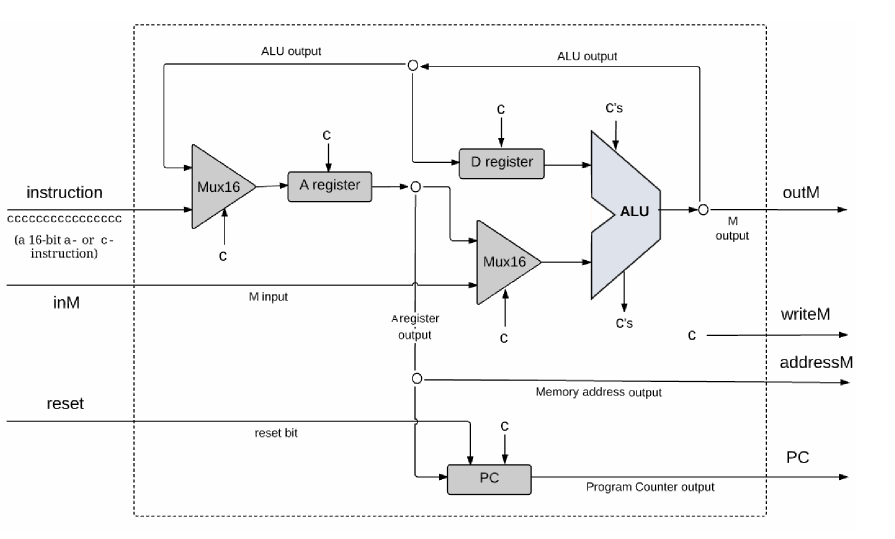 ALU output
ALU output
c
c
c's
D register
Mux16
A register
instruction
cccccccccccccccc
(a 16-bit a- or c-
instruction)
c
ALU
outM
M
output
Mux16
inM
M input
c's
c
A register
output
c
writeM
addressM
Memory address output
reset
reset bit
c
PC
PC
Program Counter output